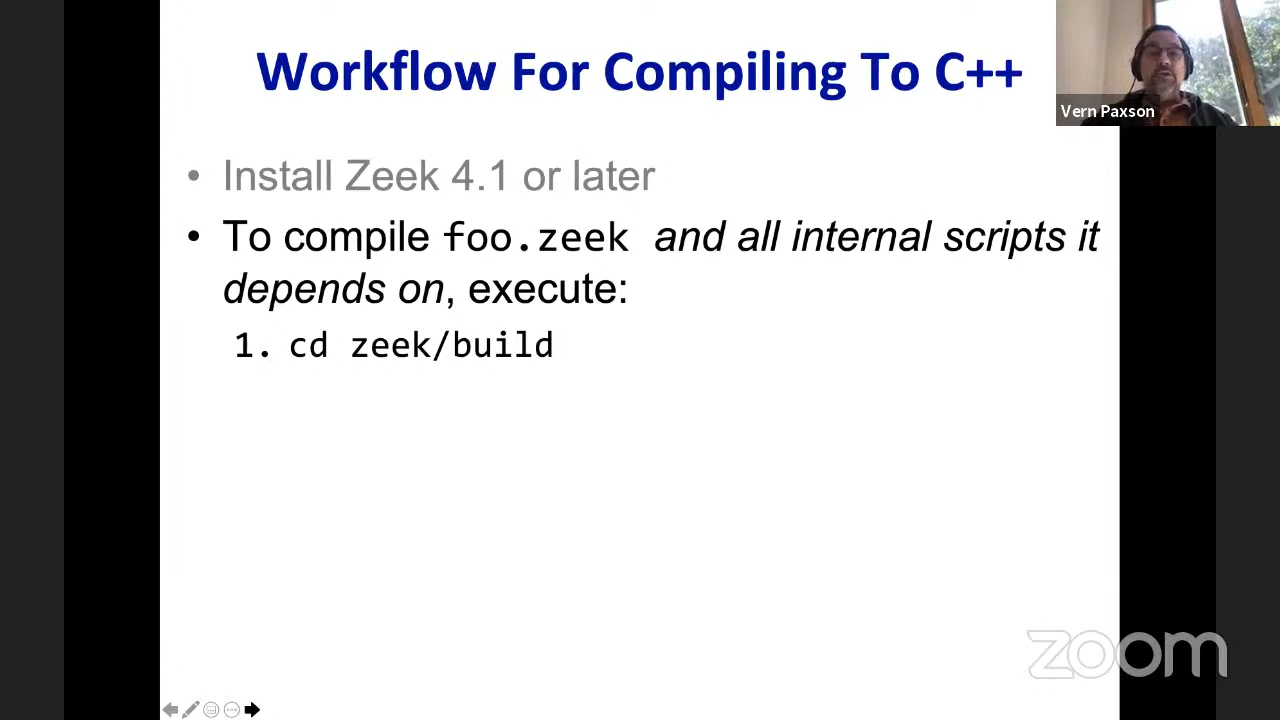 Workflow For Compiling To C++
Vern Paxson
• Install Zeek 4.1 or later
• To compile foo.zeek and all internal scripts it
depends on, execute:
1. cd zeek/build
zoom